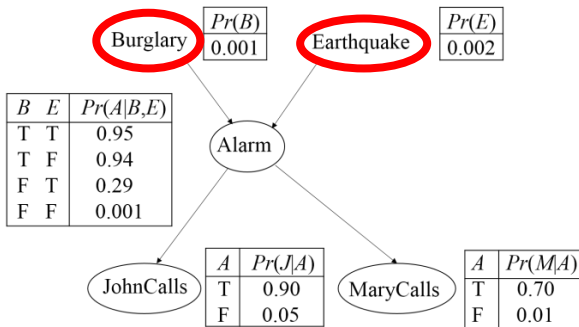 Burglary
Pr(B)
0.001
Earthquake
Pr(E)
0.002
B E Pr(A|B,E)
T T 0.95
T F 0.94
F T 0.29
F F 0.001
Alarm
JohnCalls
A Pr(J|A)
T 0.90
F 0.05
MaryCalls
A Pr(M|A)
T 0.70
F 0.01